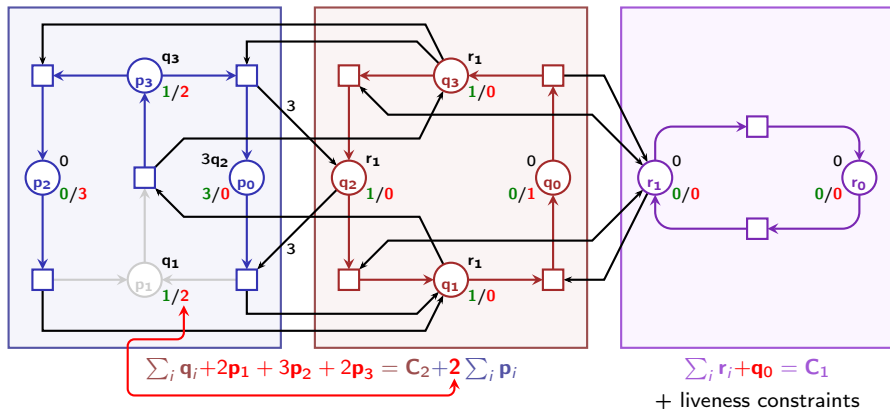 q₃ r₁
p₃ q₃
1/2 1/0
3
0 3q₂ r₁ 0 0 0
p₂ p₀ q₂ q₀ r₁ r₀
0/3 3/0 1/0 0/1 0/0 0/0
3
q₁ r₁
p₁ q₁
1/2 1/0
∑ᵢ qᵢ+2p₁ + 3p₂ + 2p₃ = C₂+2 ∑ᵢ pᵢ ∑ᵢ rᵢ+q₀ = C₁
+ liveness constraints